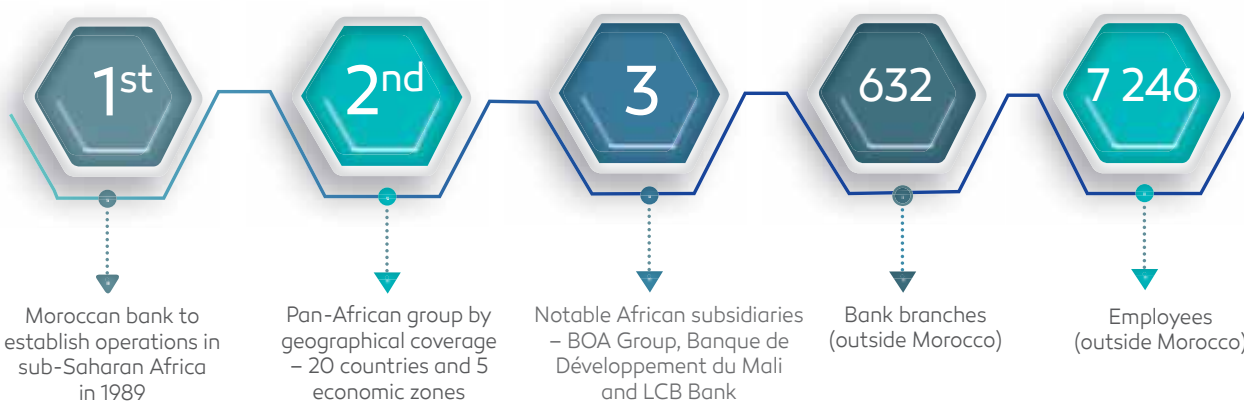 1st
Moroccan bank to
establish operations in
sub-Saharan Africa
in 1989
2nd
Pan-African group by
geographical coverage
– 20 countries and 5
economic zones
3
Notable African subsidiaries
– BOA Group, Banque de
Développement du Mali
and LCB Bank
632
Bank branches
(outside Morocco)
7 246
Employees
(outside Morocco)